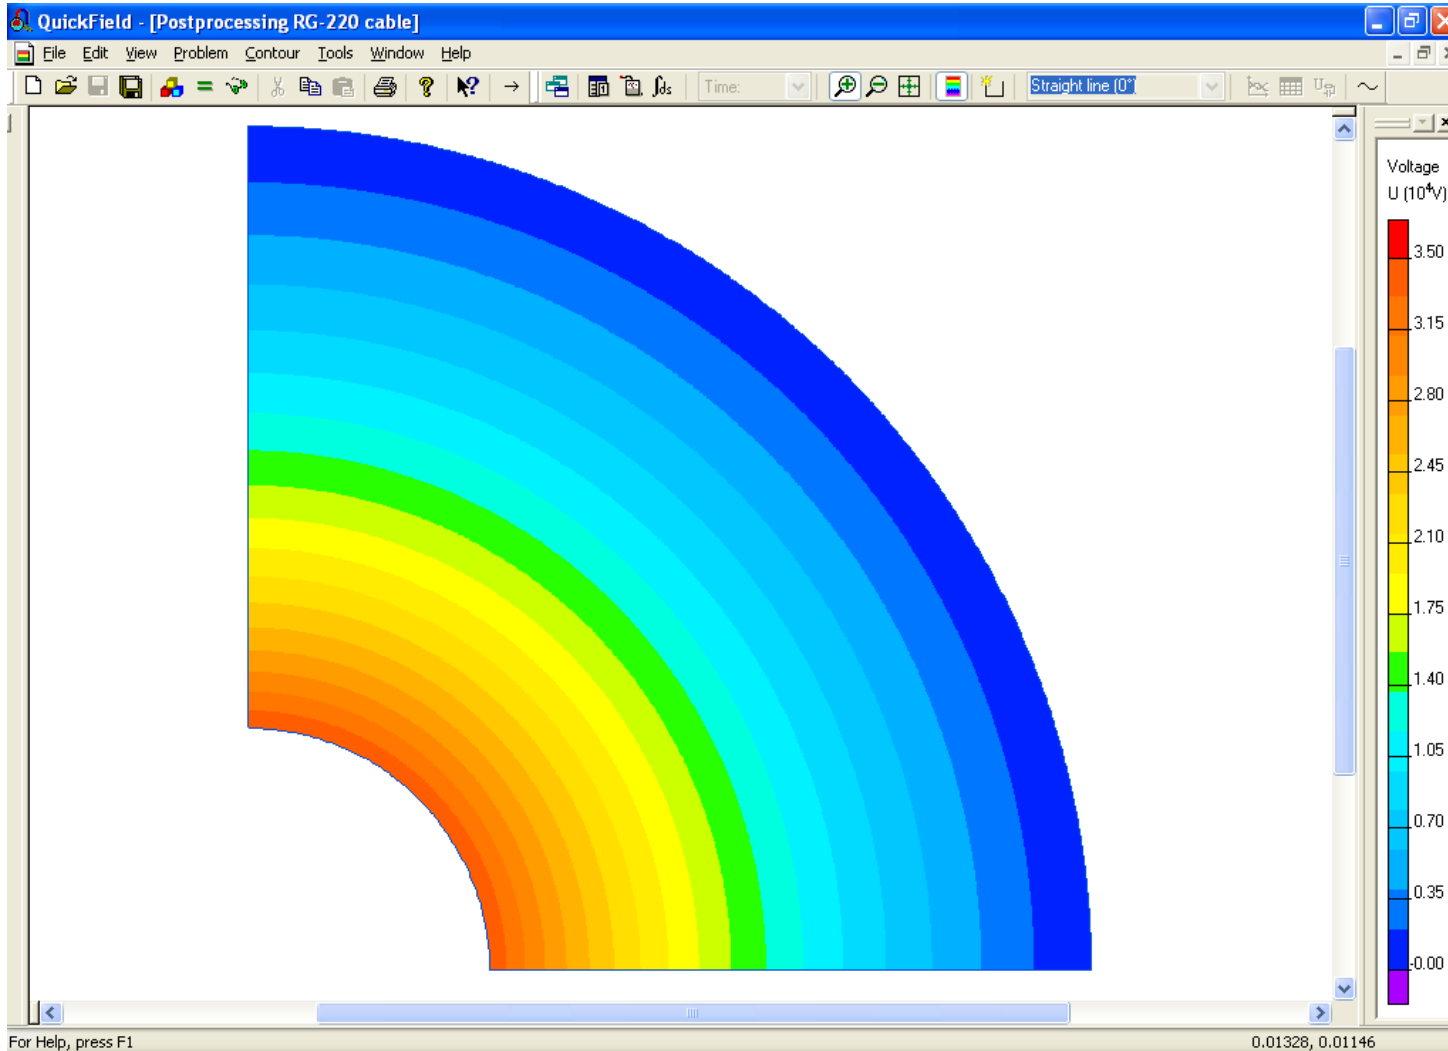 QuickField - [Postprocessing RG-220 cable]
File Edit View Problem Contour Tools Window Help
Time:
Straight line (0°)
Voltage
U (10⁴V)
3.50
3.15
2.80
2.45
2.10
1.75
1.40
1.05
0.70
0.35
-0.00
For Help, press F1
0.01328, 0.01146